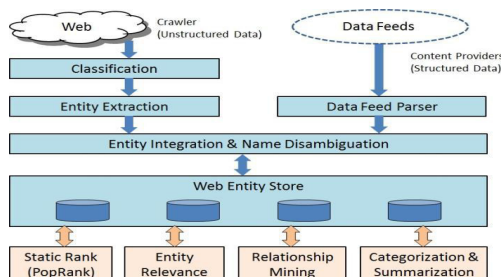 Web
Crawler
(Unstructured Data)
Data Feeds
Content Providers
(Structured Data)
Classification
Entity Extraction
Data Feed Parser
Entity Integration & Name Disambiguation
Web Entity Store
Static Rank
(PopRank)
Entity
Relevance
Relationship
Mining
Categorization &
Summarization